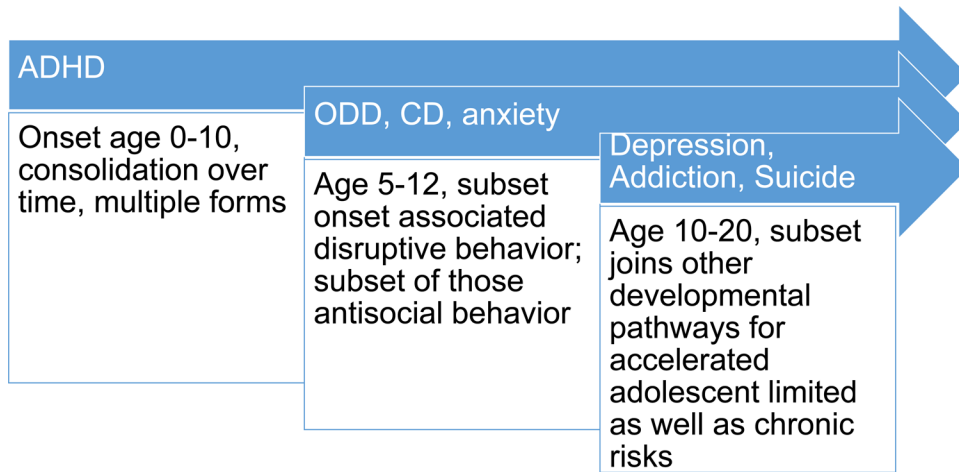 ADHD
Onset age 0-10,
consolidation over
time, multiple forms
ODD, CD, anxiety
Age 5-12, subset
onset associated
disruptive behavior;
subset of those
antisocial behavior
Depression,
Addiction, Suicide
Age 10-20, subset
joins other
developmental
pathways for
accelerated
adolescent limited
as well as chronic
risks